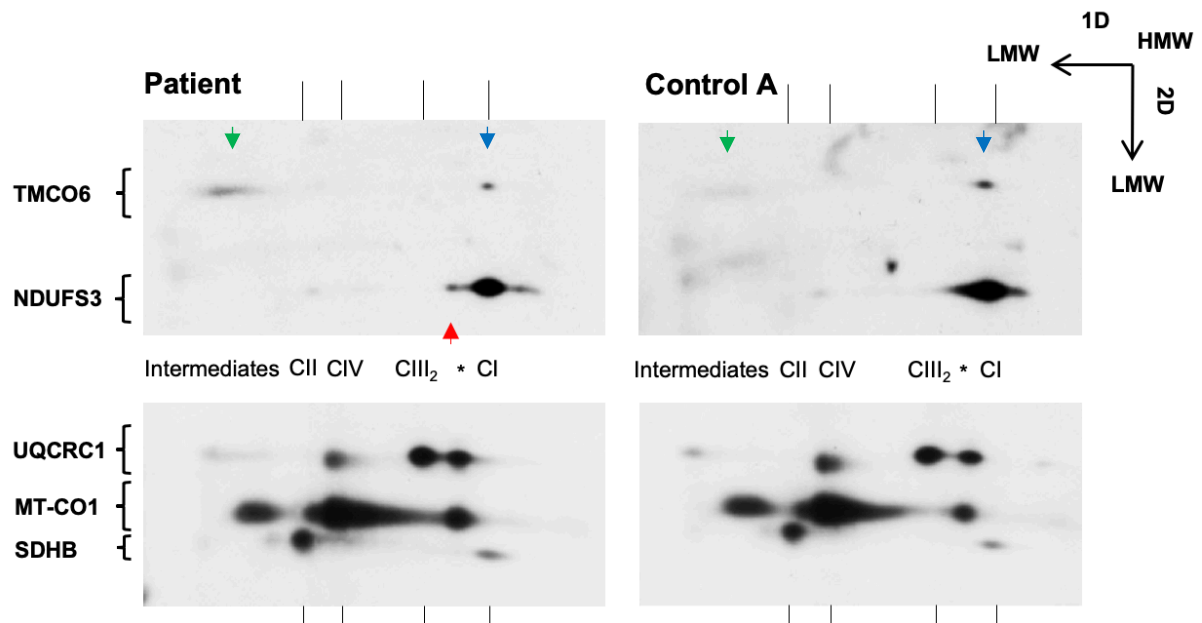 1D
HMW
LMW
2D
LMW
Patient
Control A
TMCO6
NDUFS3
Intermediates CII CIV CIII2 * CI
Intermediates CII CIV CIII2 * CI
UQCRC1
MT-CO1
SDHB